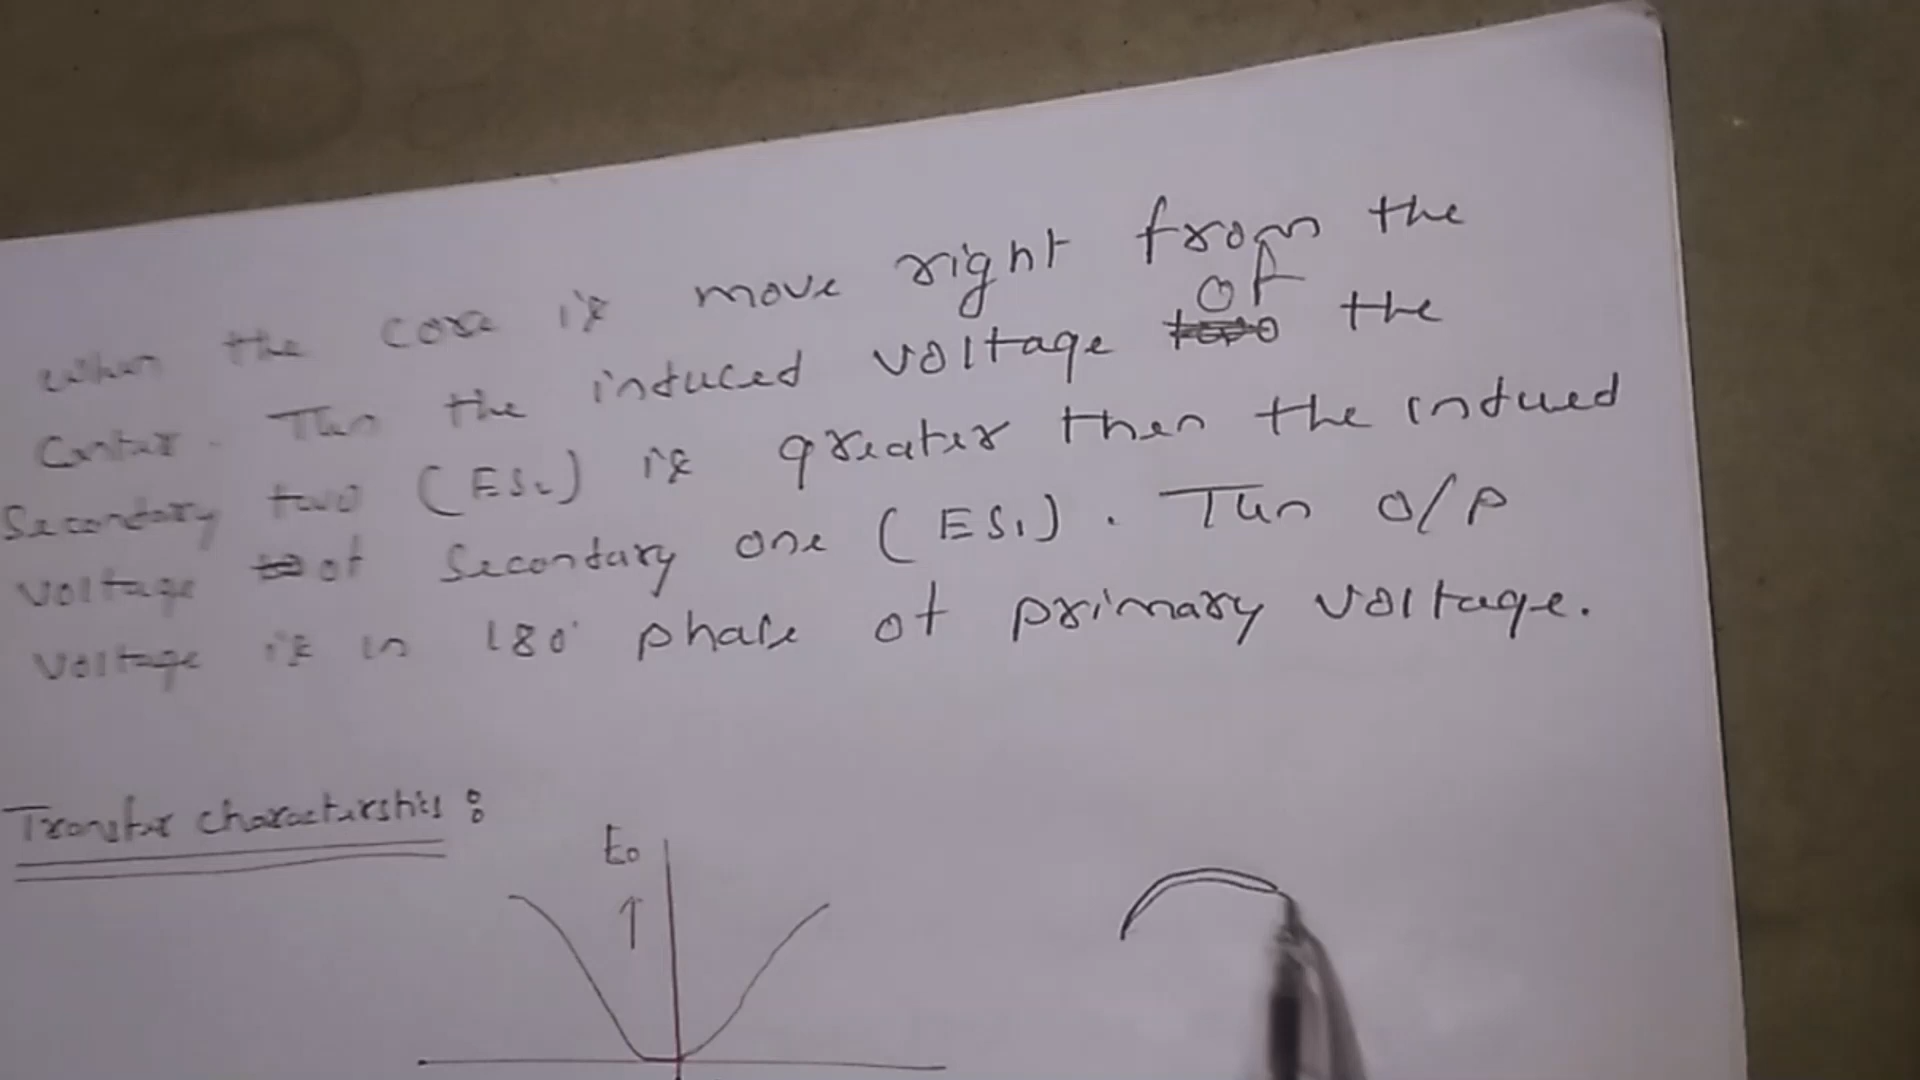 when the core is move right from the
Center. Then the induced voltage of the
Secondary two (ES₂) is greater then the induced
voltage of Secondary one (ES₁). Then O/P
voltage is in 180° phase of primary voltage.
Transfer characterstics:
E₀